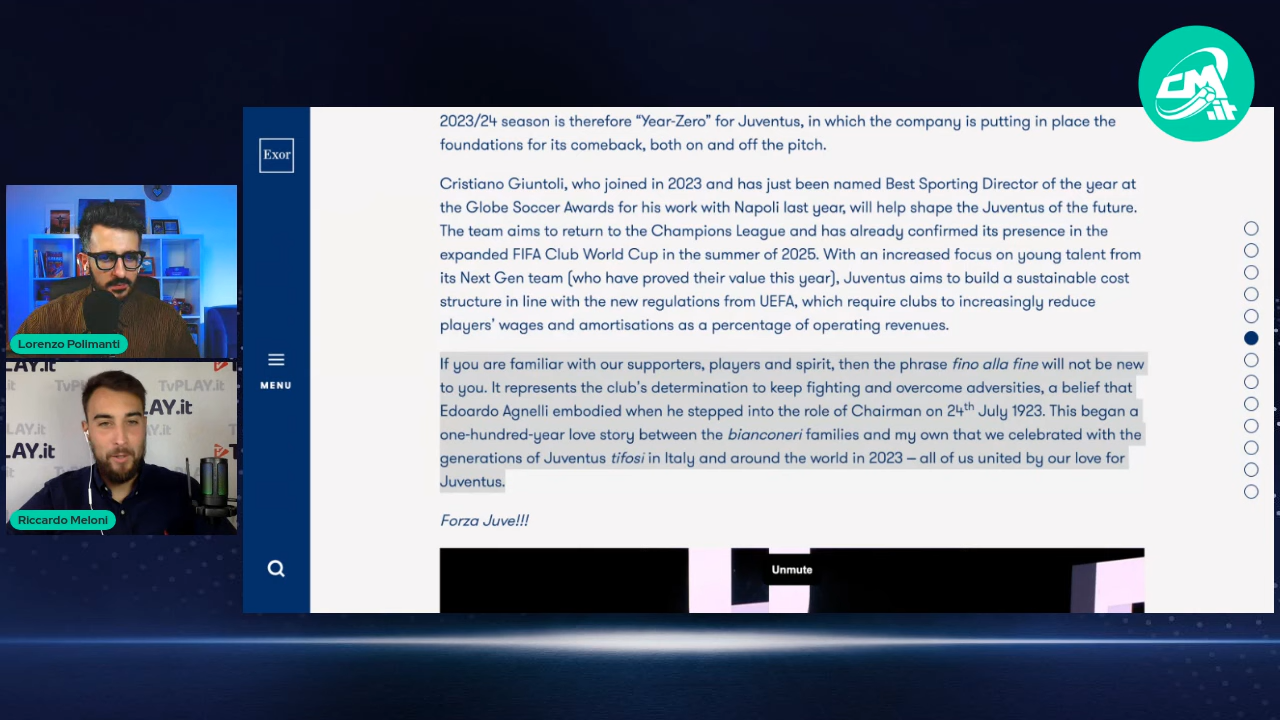 CM
it
Exor
MENU
2023/24 season is therefore “Year-Zero” for Juventus, in which the company is putting in place the
foundations for its comeback, both on and off the pitch.
Cristiano Giuntoli, who joined in 2023 and has just been named Best Sporting Director of the year at
the Globe Soccer Awards for his work with Napoli last year, will help shape the Juventus of the future.
The team aims to return to the Champions League and has already confirmed its presence in the
expanded FIFA Club World Cup in the summer of 2025. With an increased focus on young talent from
its Next Gen team (who have proved their value this year), Juventus aims to build a sustainable cost
structure in line with the new regulations from UEFA, which require clubs to increasingly reduce
players’ wages and amortisations as a percentage of operating revenues.
If you are familiar with our supporters, players and spirit, then the phrase fino alla fine will not be new
to you. It represents the club’s determination to keep fighting and overcome adversities, a belief that
Edoardo Agnelli embodied when he stepped into the role of Chairman on 24th July 1923. This began a
one-hundred-year love story between the bianconeri families and my own that we celebrated with the
generations of Juventus tifosi in Italy and around the world in 2023 – all of us united by our love for
Juventus.
Forza Juve!!!
Unmute
Lorenzo Polimanti
TvPLAY.it
LAY.it
LAY.it
Riccardo Meloni